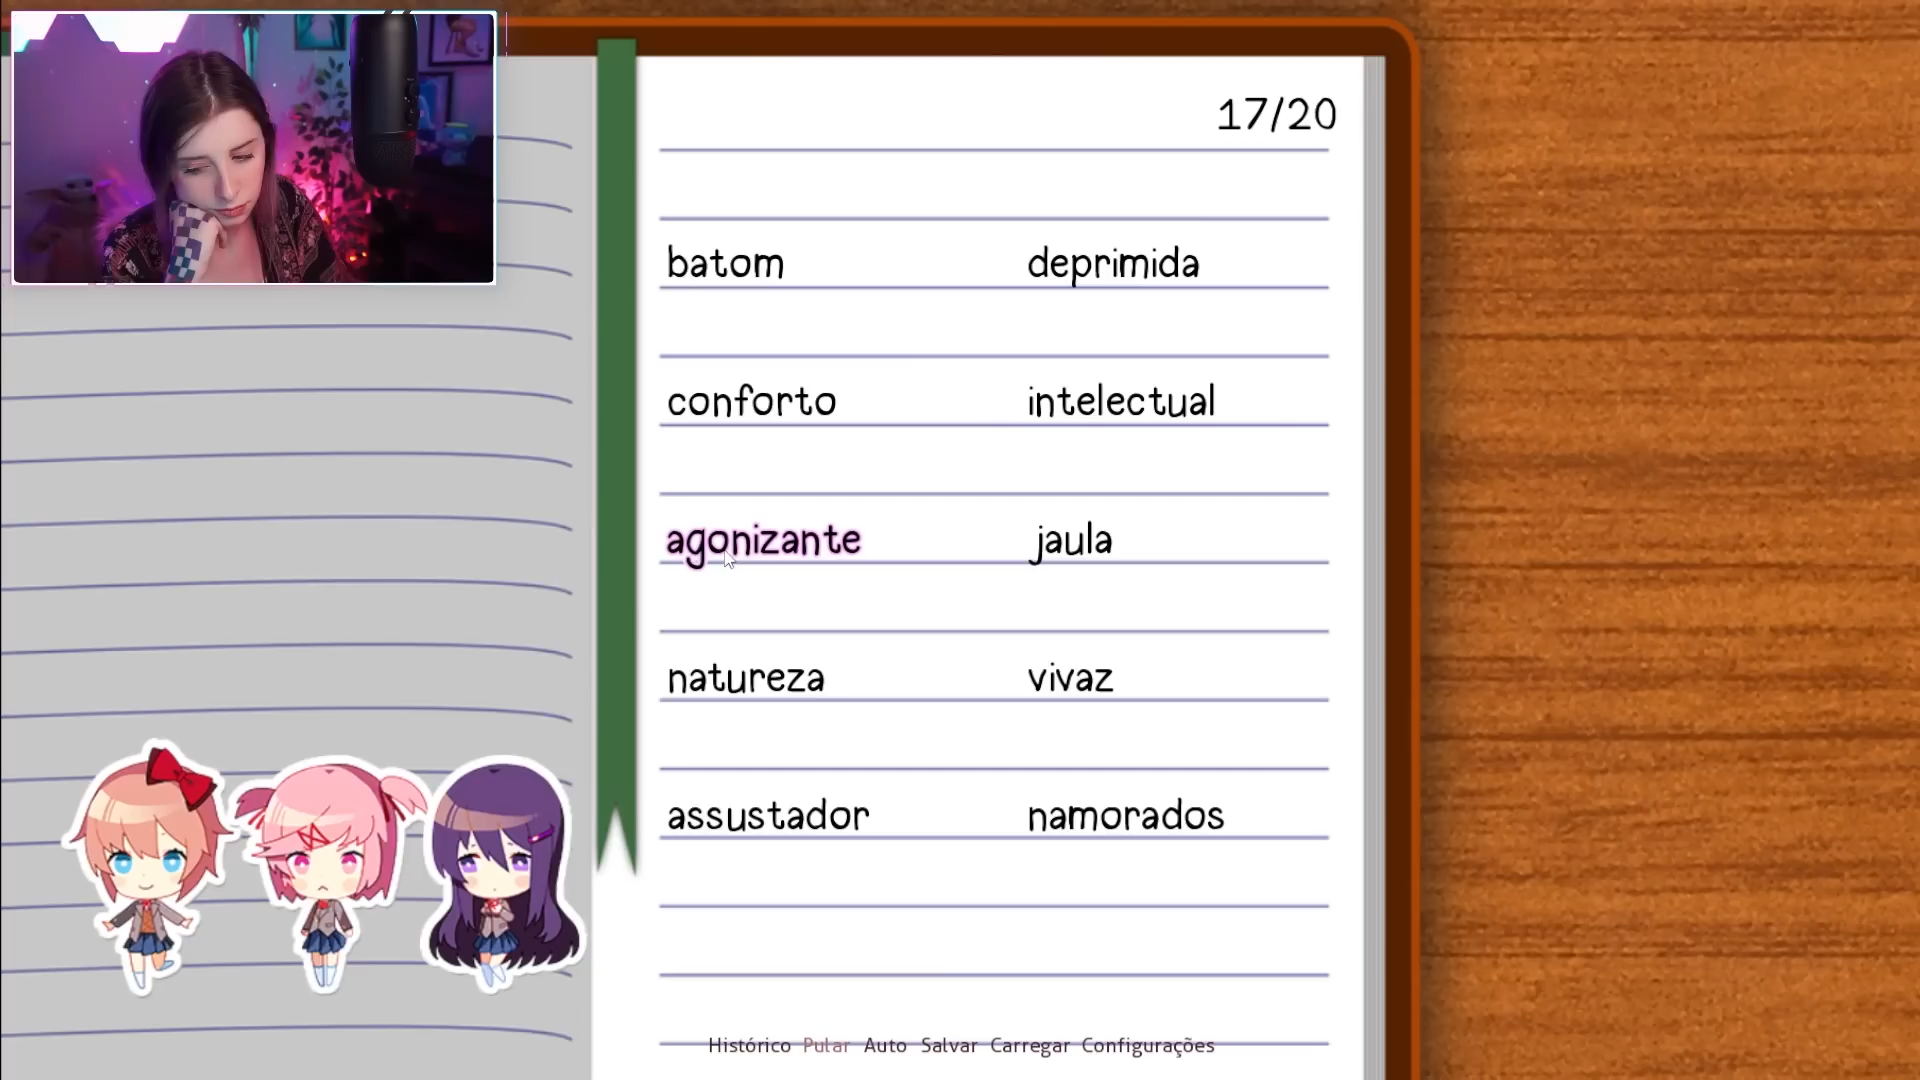 17/20
batom deprimida
conforto intelectual
agonizante jaula
natureza vivaz
assustador namorados
Histórico Pular Auto Salvar Carregar Configurações